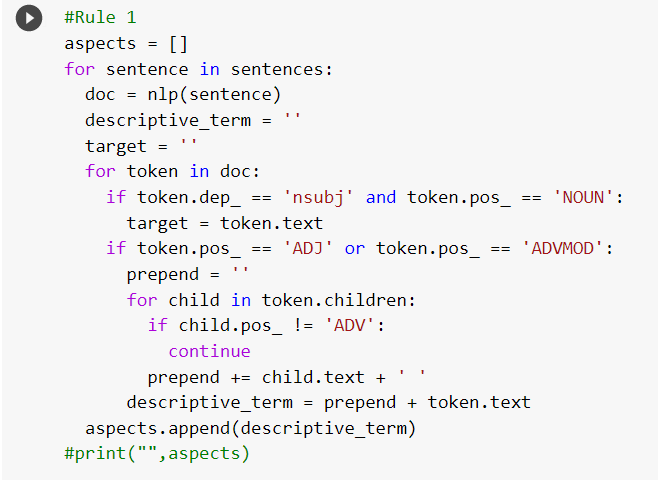 #Rule 1
aspects = []
for sentence in sentences:
  doc = nlp(sentence)
  descriptive_term = ''
  target = ''
  for token in doc:
    if token.dep_ == 'nsubj' and token.pos_ == 'NOUN':
      target = token.text
    if token.pos_ == 'ADJ' or token.pos_ == 'ADVMOD':
      prepend = ''
      for child in token.children:
        if child.pos_ != 'ADV':
          continue
        prepend += child.text + ' '
      descriptive_term = prepend + token.text
  aspects.append(descriptive_term)
#print("",aspects)